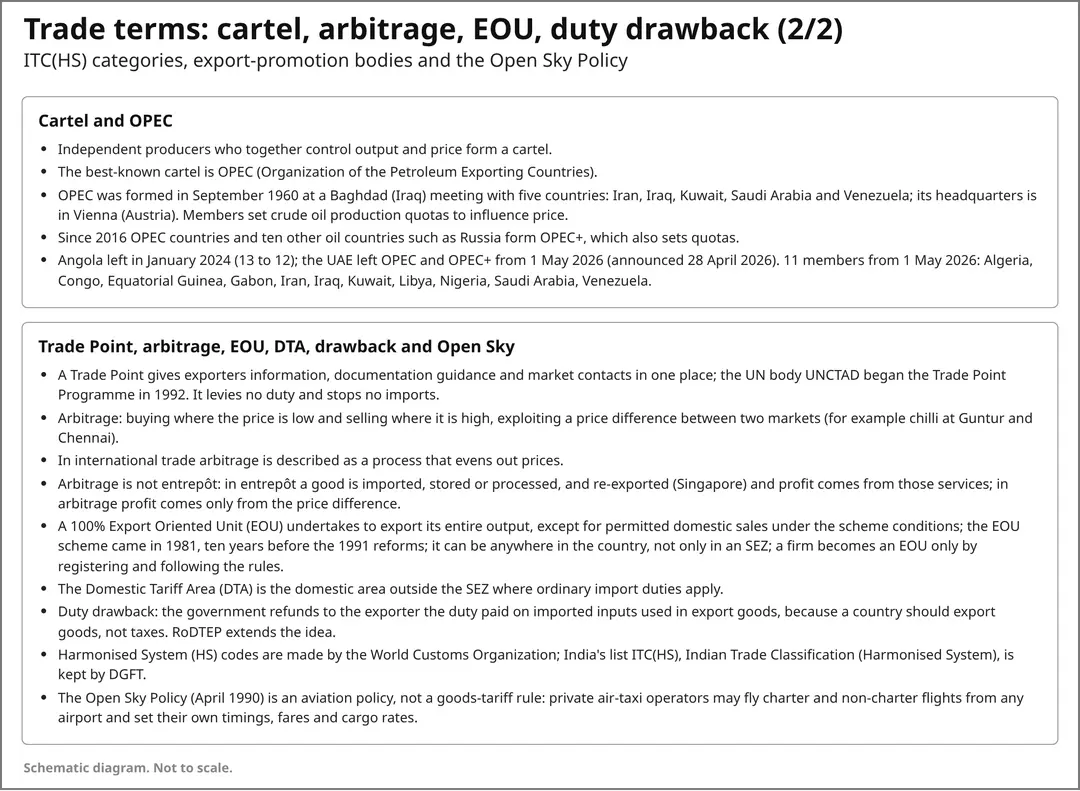 Trade terms: cartel, arbitrage, EOU, duty drawback (2/2)
ITC(HS) categories, export-promotion bodies and the Open Sky Policy
Cartel and OPEC
• Independent producers who together control output and price form a cartel.
• The best-known cartel is OPEC (Organization of the Petroleum Exporting Countries).
• OPEC was formed in September 1960 at a Baghdad (Iraq) meeting with five countries: Iran, Iraq, Kuwait, Saudi Arabia and Venezuela; its headquarters is
in Vienna (Austria). Members set crude oil production quotas to influence price.
• Since 2016 OPEC countries and ten other oil countries such as Russia form OPEC+, which also sets quotas.
• Angola left in January 2024 (13 to 12); the UAE left OPEC and OPEC+ from 1 May 2026 (announced 28 April 2026). 11 members from 1 May 2026: Algeria,
Congo, Equatorial Guinea, Gabon, Iran, Iraq, Kuwait, Libya, Nigeria, Saudi Arabia, Venezuela.
Trade Point, arbitrage, EOU, DTA, drawback and Open Sky
• A Trade Point gives exporters information, documentation guidance and market contacts in one place; the UN body UNCTAD began the Trade Point
Programme in 1992. It levies no duty and stops no imports.
• Arbitrage: buying where the price is low and selling where it is high, exploiting a price difference between two markets (for example chilli at Guntur and
Chennai).
• In international trade arbitrage is described as a process that evens out prices.
• Arbitrage is not entrepôt: in entrepôt a good is imported, stored or processed, and re-exported (Singapore) and profit comes from those services; in
arbitrage profit comes only from the price difference.
• A 100% Export Oriented Unit (EOU) undertakes to export its entire output, except for permitted domestic sales under the scheme conditions; the EOU
scheme came in 1981, ten years before the 1991 reforms; it can be anywhere in the country, not only in an SEZ; a firm becomes an EOU only by
registering and following the rules.
• The Domestic Tariff Area (DTA) is the domestic area outside the SEZ where ordinary import duties apply.
• Duty drawback: the government refunds to the exporter the duty paid on imported inputs used in export goods, because a country should export
goods, not taxes. RoDTEP extends the idea.
• Harmonised System (HS) codes are made by the World Customs Organization; India's list ITC(HS), Indian Trade Classification (Harmonised System), is
kept by DGFT.
• The Open Sky Policy (April 1990) is an aviation policy, not a goods-tariff rule: private air-taxi operators may fly charter and non-charter flights from any
airport and set their own timings, fares and cargo rates.
Schematic diagram. Not to scale.